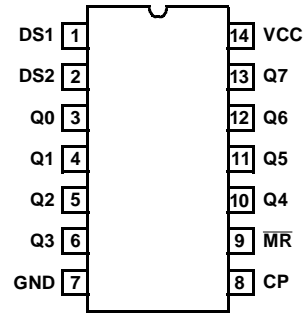 DS1 1 14 VCC
DS2 2 13 Q7
Q0 3 12 Q6
Q1 4 11 Q5
Q2 5 10 Q4
Q3 6 9 M̅R̅
GND 7 8 CP